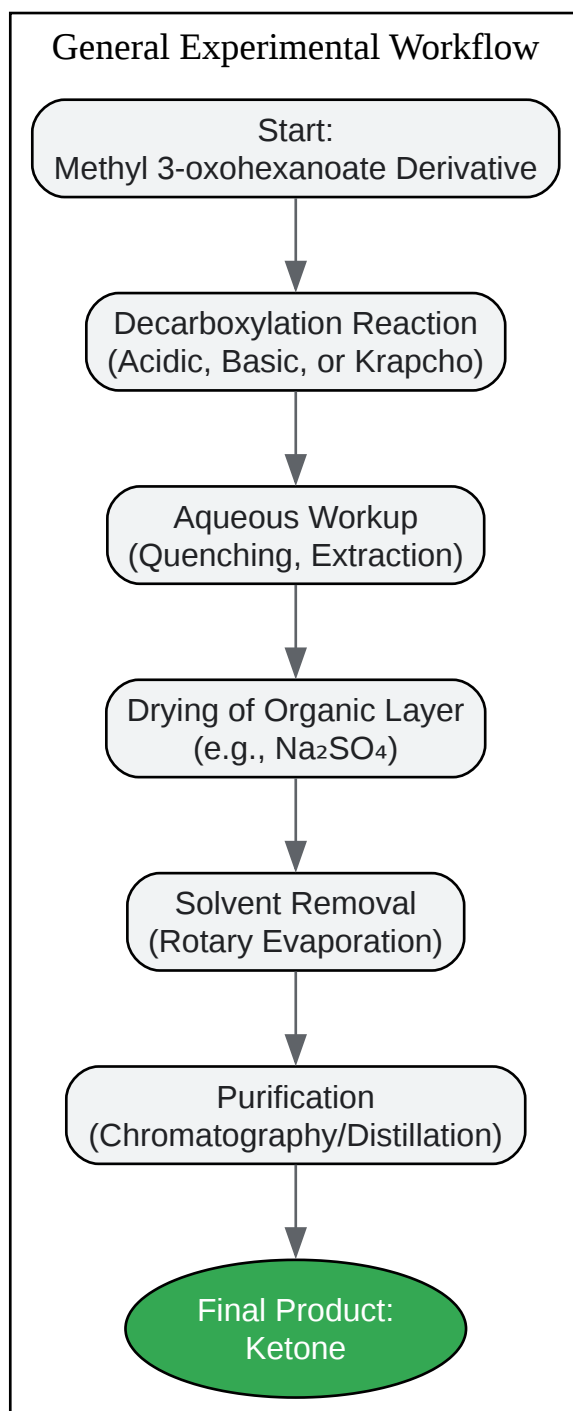 General Experimental Workflow
Start:
Methyl 3-oxohexanoate Derivative
Decarboxylation Reaction
(Acidic, Basic, or Krapcho)
Aqueous Workup
(Quenching, Extraction)
Drying of Organic Layer
(e.g., Na₂SO₄)
Solvent Removal
(Rotary Evaporation)
Purification
(Chromatography/Distillation)
Final Product:
Ketone